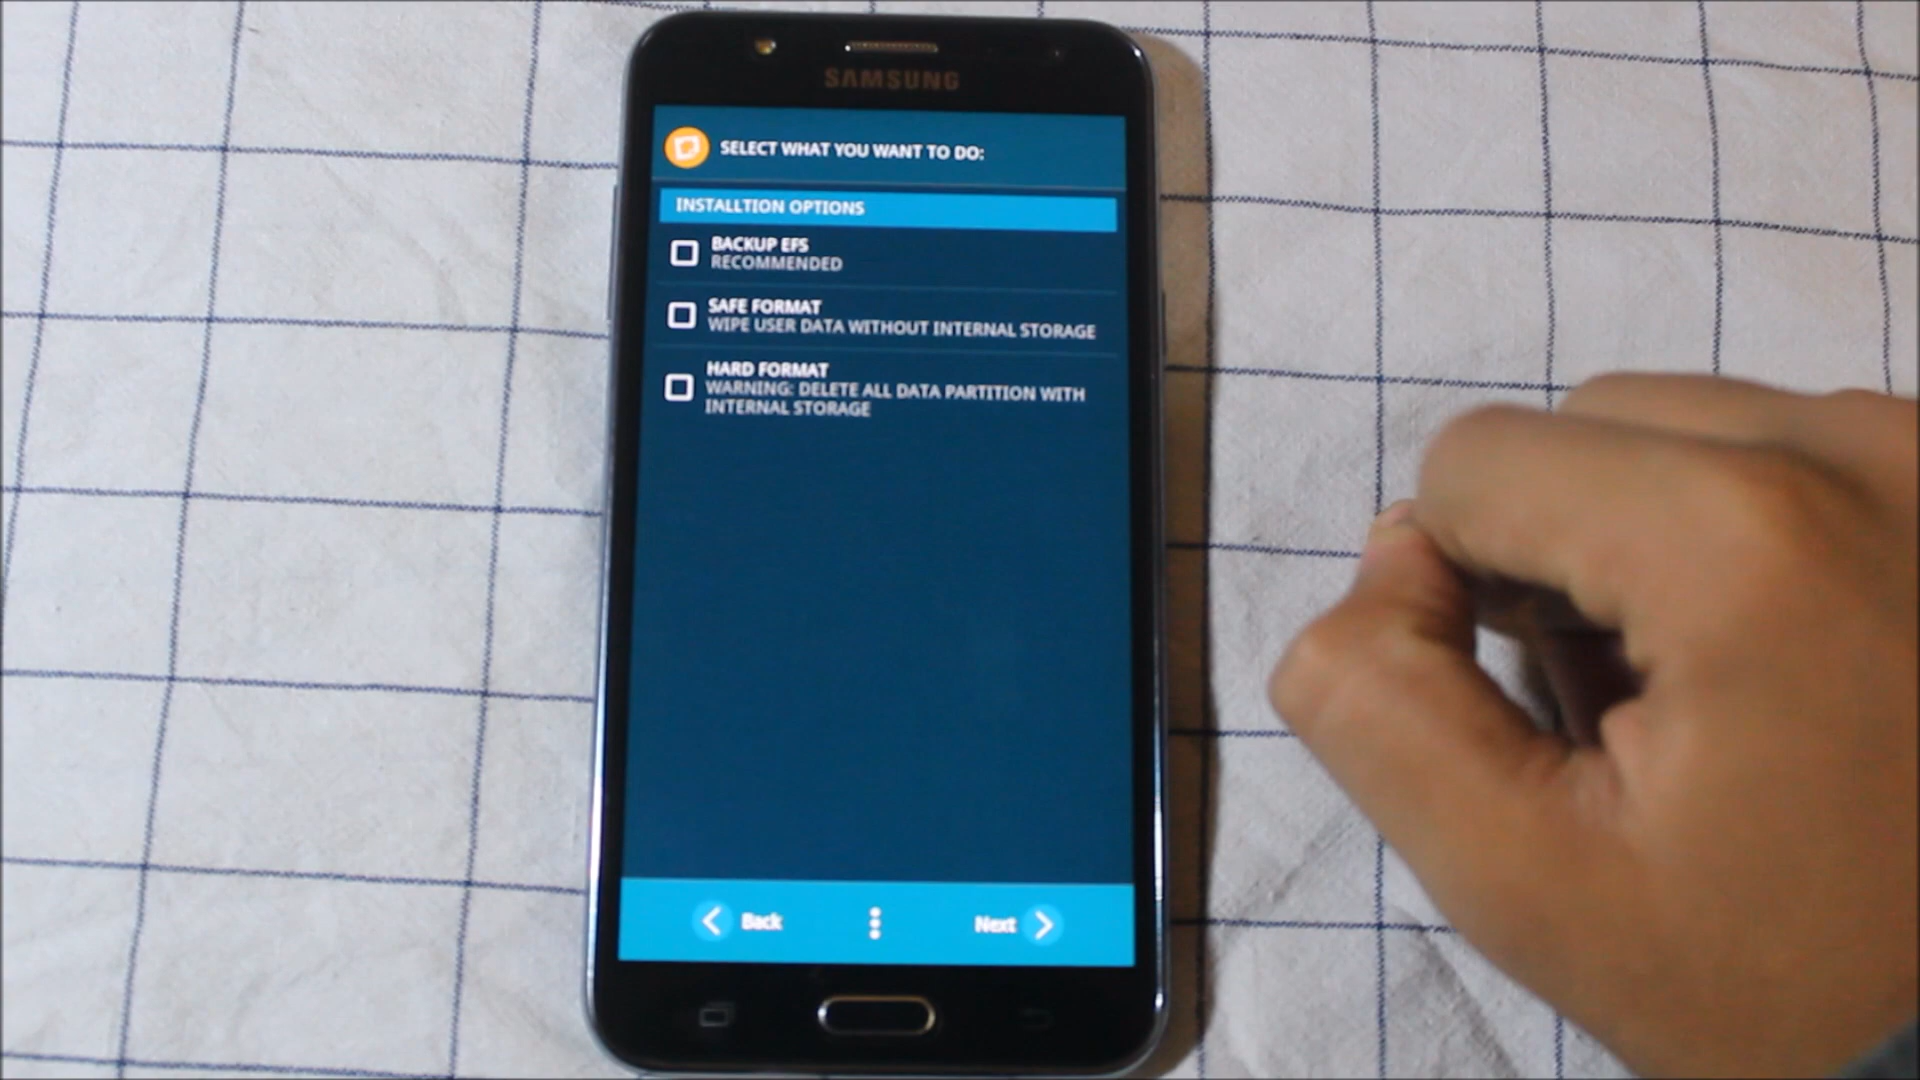 SAMSUNG
SELECT WHAT YOU WANT TO DO:
INSTALLTION OPTIONS
BACKUP EFS
RECOMMENDED
SAFE FORMAT
WIPE USER DATA WITHOUT INTERNAL STORAGE
HARD FORMAT
WARNING: DELETE ALL DATA PARTITION WITH
INTERNAL STORAGE
Back
Next